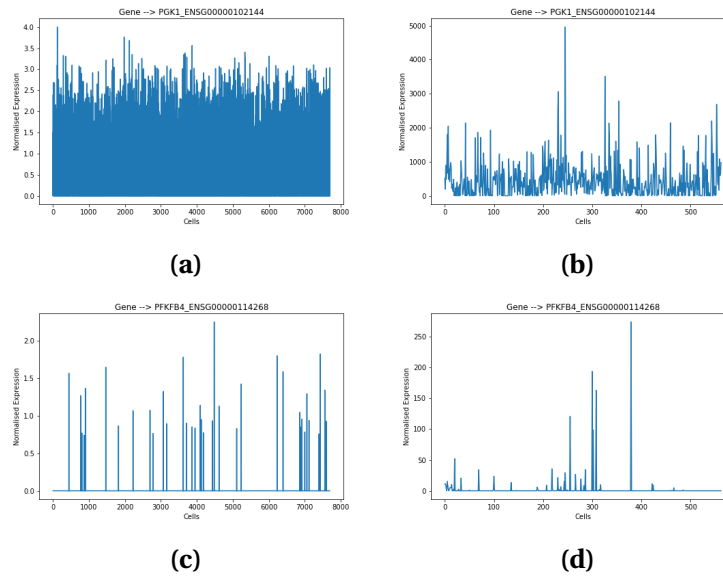 Gene --> PGK1_ENSG00000102144
Normalised Expression
4.0
3.5
3.0
2.5
2.0
1.5
1.0
0.5
0.0
0 1000 2000 3000 4000 5000 6000 7000 8000
Cells
(a)
Gene --> PGK1_ENSG00000102144
Normalised Expression
5000
4000
3000
2000
1000
0
0 100 200 300 400 500
Cells
(b)
Gene --> PFKFB4_ENSG00000114268
Normalised Expression
2.0
1.5
1.0
0.5
0.0
0 1000 2000 3000 4000 5000 6000 7000 8000
Cells
(c)
Gene --> PFKFB4_ENSG00000114268
Normalised Expression
250
200
150
100
50
0
0 100 200 300 400 500
Cells
(d)